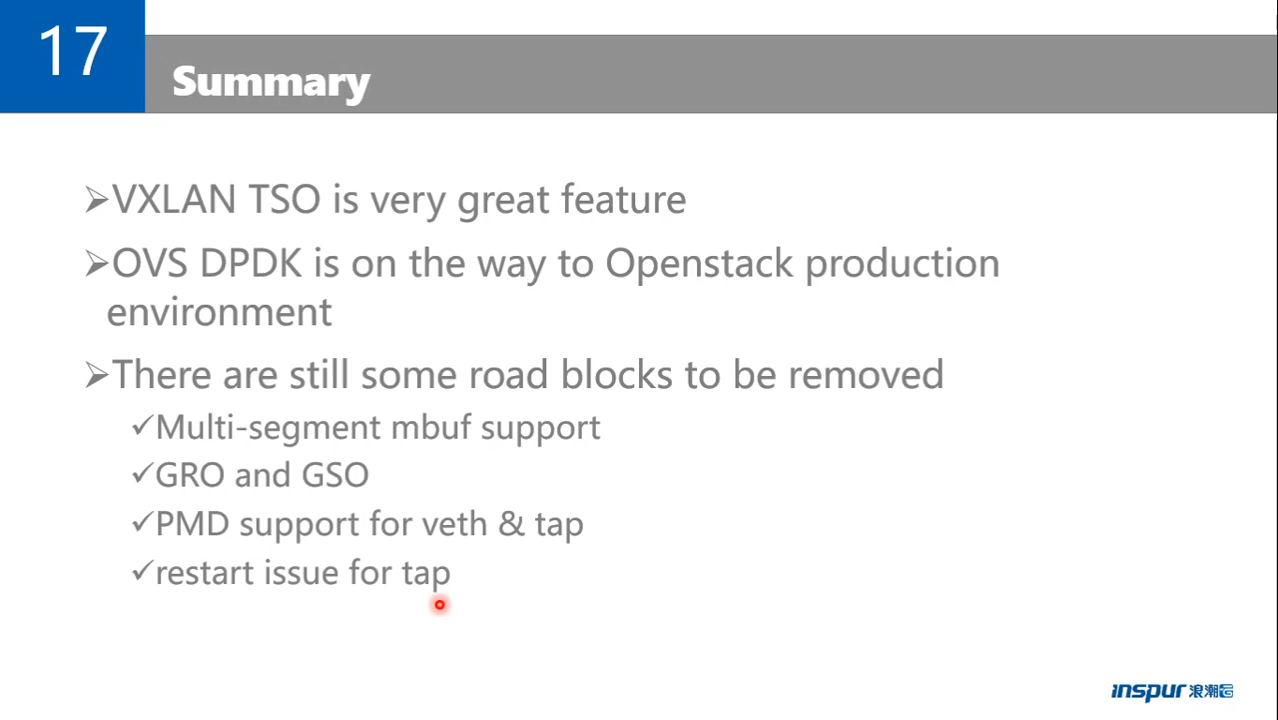 17
Summary
➢VXLAN TSO is very great feature
➢OVS DPDK is on the way to Openstack production
environment
➢There are still some road blocks to be removed
✓Multi-segment mbuf support
✓GRO and GSO
✓PMD support for veth & tap
✓restart issue for tap
inspur 浪潮云